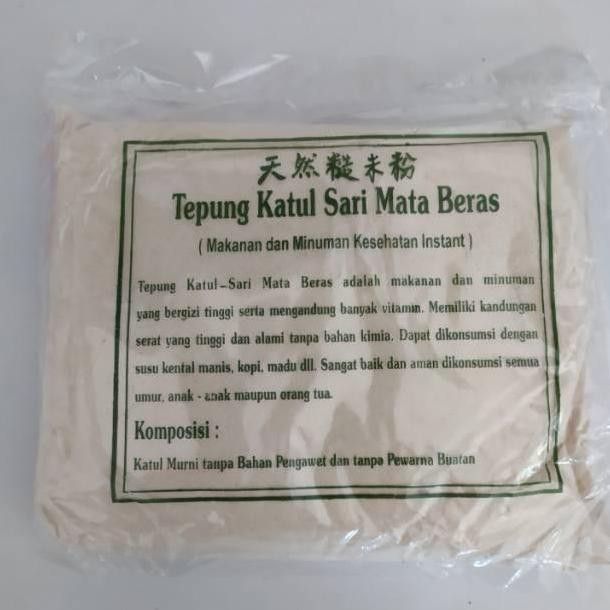 天然糙米粉
Tepung Katul Sari Mata Beras
( Makanan dan Minuman Kesehatan Instant )
Tepung Katul-Sari Mata Beras adalah makanan dan minuman
yang bergizi tinggi serta mengandung banyak vitamin. Memiliki kandungan
serat yang tinggi dan alami tanpa bahan kimia. Dapat dikonsumsi dengan
susu kental manis, kopi, madu dll. Sangat baik dan aman dikonsumsi semua
umur, anak - anak maupun orang tua.
Komposisi :
Katul Murni tanpa Bahan Pengawet dan tanpa Pewarna Buatan